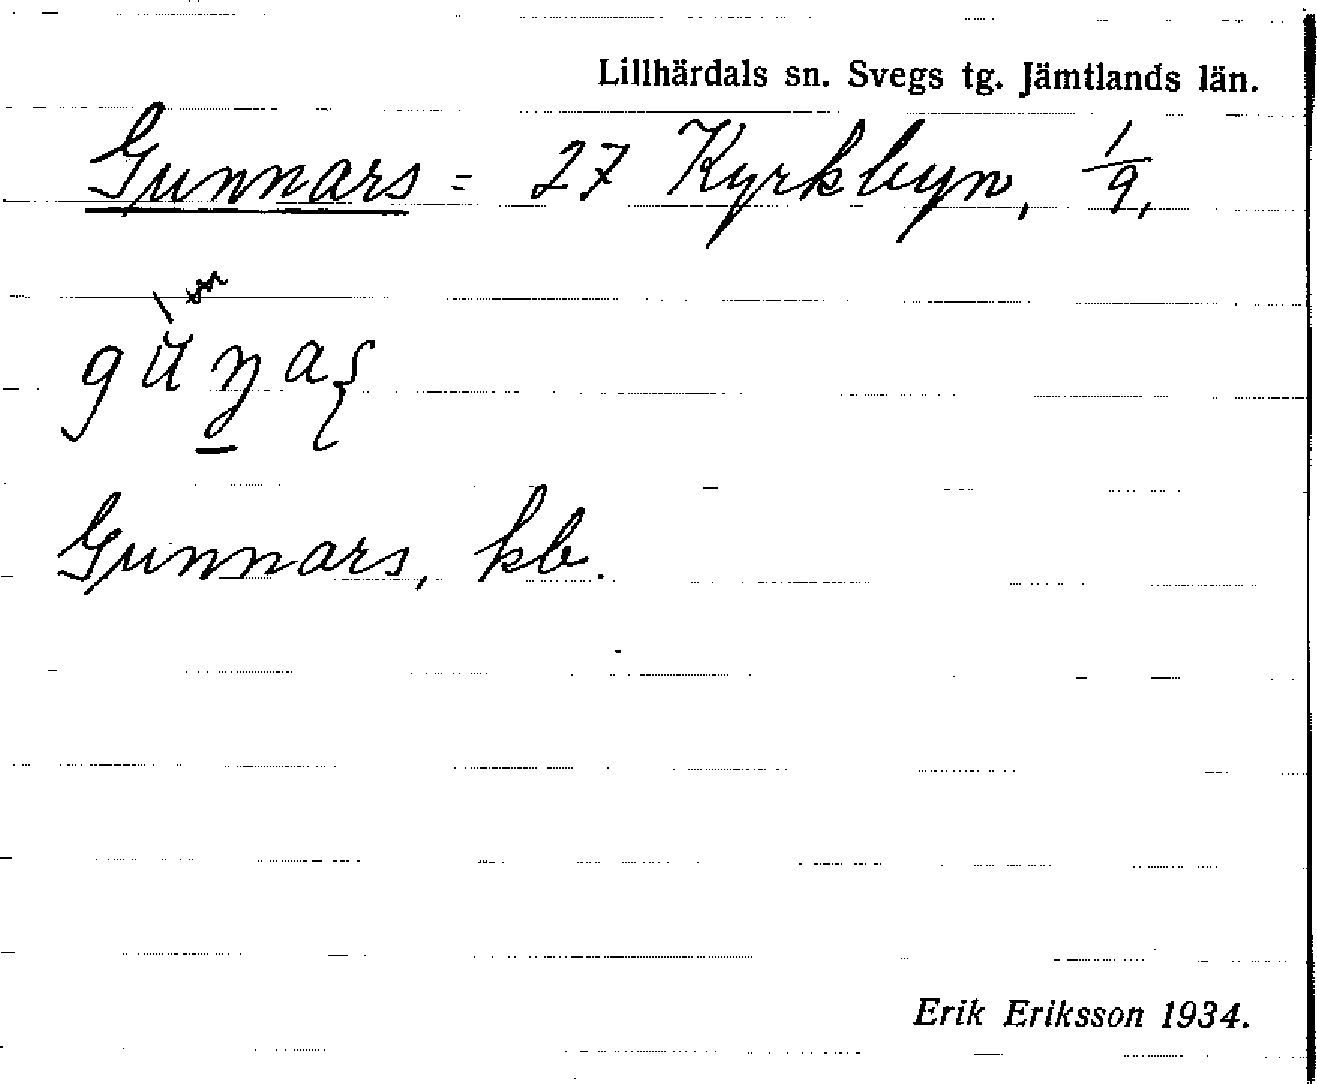 Lillhärdals sn. Svegs tg. Jämtlands län.
Gunnars = 27 Kyrkbyn, 1/9,
Gunnars, kb.
Erik Eriksson 1934.